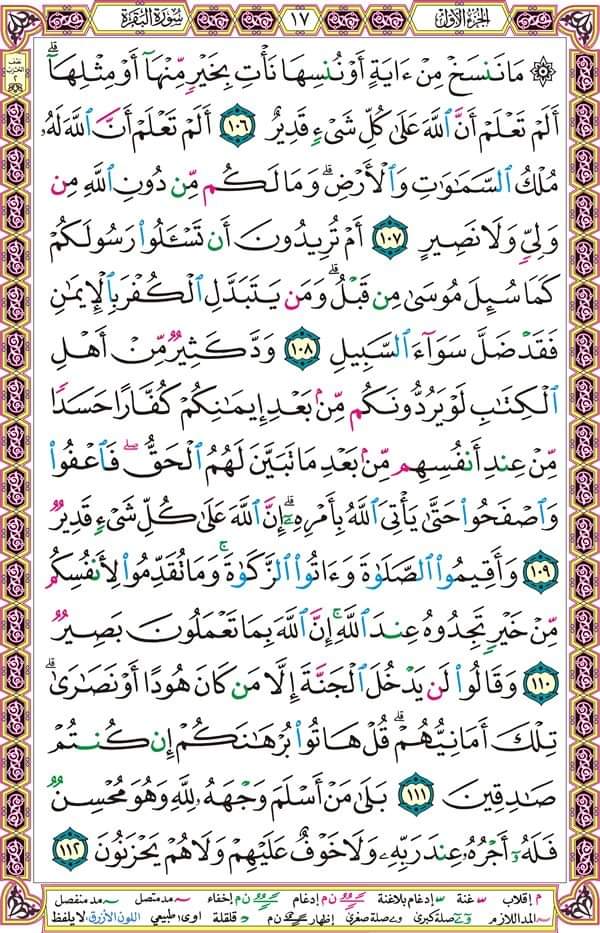 الجزء الأول
١٧
سورة البقرة
۞ مَا نَنسَخْ مِنْ ءَايَةٍ أَوْ نُنسِهَا نَأْتِ بِخَيْرٍ مِّنْهَآ أَوْ مِثْلِهَآ ۗ
أَلَمْ تَعْلَمْ أَنَّ ٱللَّهَ عَلَىٰ كُلِّ شَىْءٍ قَدِيرٌ ١٠٦ أَلَمْ تَعْلَمْ أَنَّ ٱللَّهَ لَهُۥ
مُلْكُ ٱلسَّمَـٰوَٰتِ وَٱلْأَرْضِ ۗ وَمَا لَكُم مِّن دُونِ ٱللَّهِ مِن
وَلِىٍّ وَلَا نَصِيرٍ ١٠٧ أَمْ تُرِيدُونَ أَن تَسْـَٔلُوا۟ رَسُولَكُمْ
كَمَا سُئِلَ مُوسَىٰ مِن قَبْلُ ۗ وَمَن يَتَبَدَّلِ ٱلْكُفْرَ بِٱلْإِيمَـٰنِ
فَقَدْ ضَلَّ سَوَآءَ ٱلسَّبِيلِ ١٠٨ وَدَّ كَثِيرٌ مِّنْ أَهْلِ
ٱلْكِتَـٰبِ لَوْ يَرُدُّونَكُم مِّنۢ بَعْدِ إِيمَـٰنِكُمْ كُفَّارًا حَسَدًا
مِّنْ عِندِ أَنفُسِهِم مِّنۢ بَعْدِ مَا تَبَيَّنَ لَهُمُ ٱلْحَقُّ ۖ فَٱعْفُوا۟
وَٱصْفَحُوا۟ حَتَّىٰ يَأْتِىَ ٱللَّهُ بِأَمْرِهِۦٓ ۗ إِنَّ ٱللَّهَ عَلَىٰ كُلِّ شَىْءٍ قَدِيرٌ
١٠٩ وَأَقِيمُوا۟ ٱلصَّلَوٰةَ وَءَاتُوا۟ ٱلزَّكَوٰةَ ۚ وَمَا تُقَدِّمُوا۟ لِأَنفُسِكُم
مِّنْ خَيْرٍ تَجِدُوهُ عِندَ ٱللَّهِ ۗ إِنَّ ٱللَّهَ بِمَا تَعْمَلُونَ بَصِيرٌ
١١٠ وَقَالُوا۟ لَن يَدْخُلَ ٱلْجَنَّةَ إِلَّا مَن كَانَ هُودًا أَوْ نَصَـٰرَىٰ ۗ
تِلْكَ أَمَانِيُّهُمْ ۗ قُلْ هَاتُوا۟ بُرْهَـٰنَكُمْ إِن كُنتُمْ
صَـٰدِقِينَ ١١١ بَلَىٰ مَنْ أَسْلَمَ وَجْهَهُۥ لِلَّهِ وَهُوَ مُحْسِنٌ
فَلَهُۥٓ أَجْرُهُۥ عِندَ رَبِّهِۦ وَلَا خَوْفٌ عَلَيْهِمْ وَلَا هُمْ يَحْزَنُونَ ١١٢
م إقلاب غنة إدغام بلاغنة ن م إدغام ن م إخفاء مد متصل مد منفصل
المد اللازم صلة كبرى صلة صغرى إظهار ن م قلقلة اوى؛ طبيعي اللون الأزرق لا يلفظ